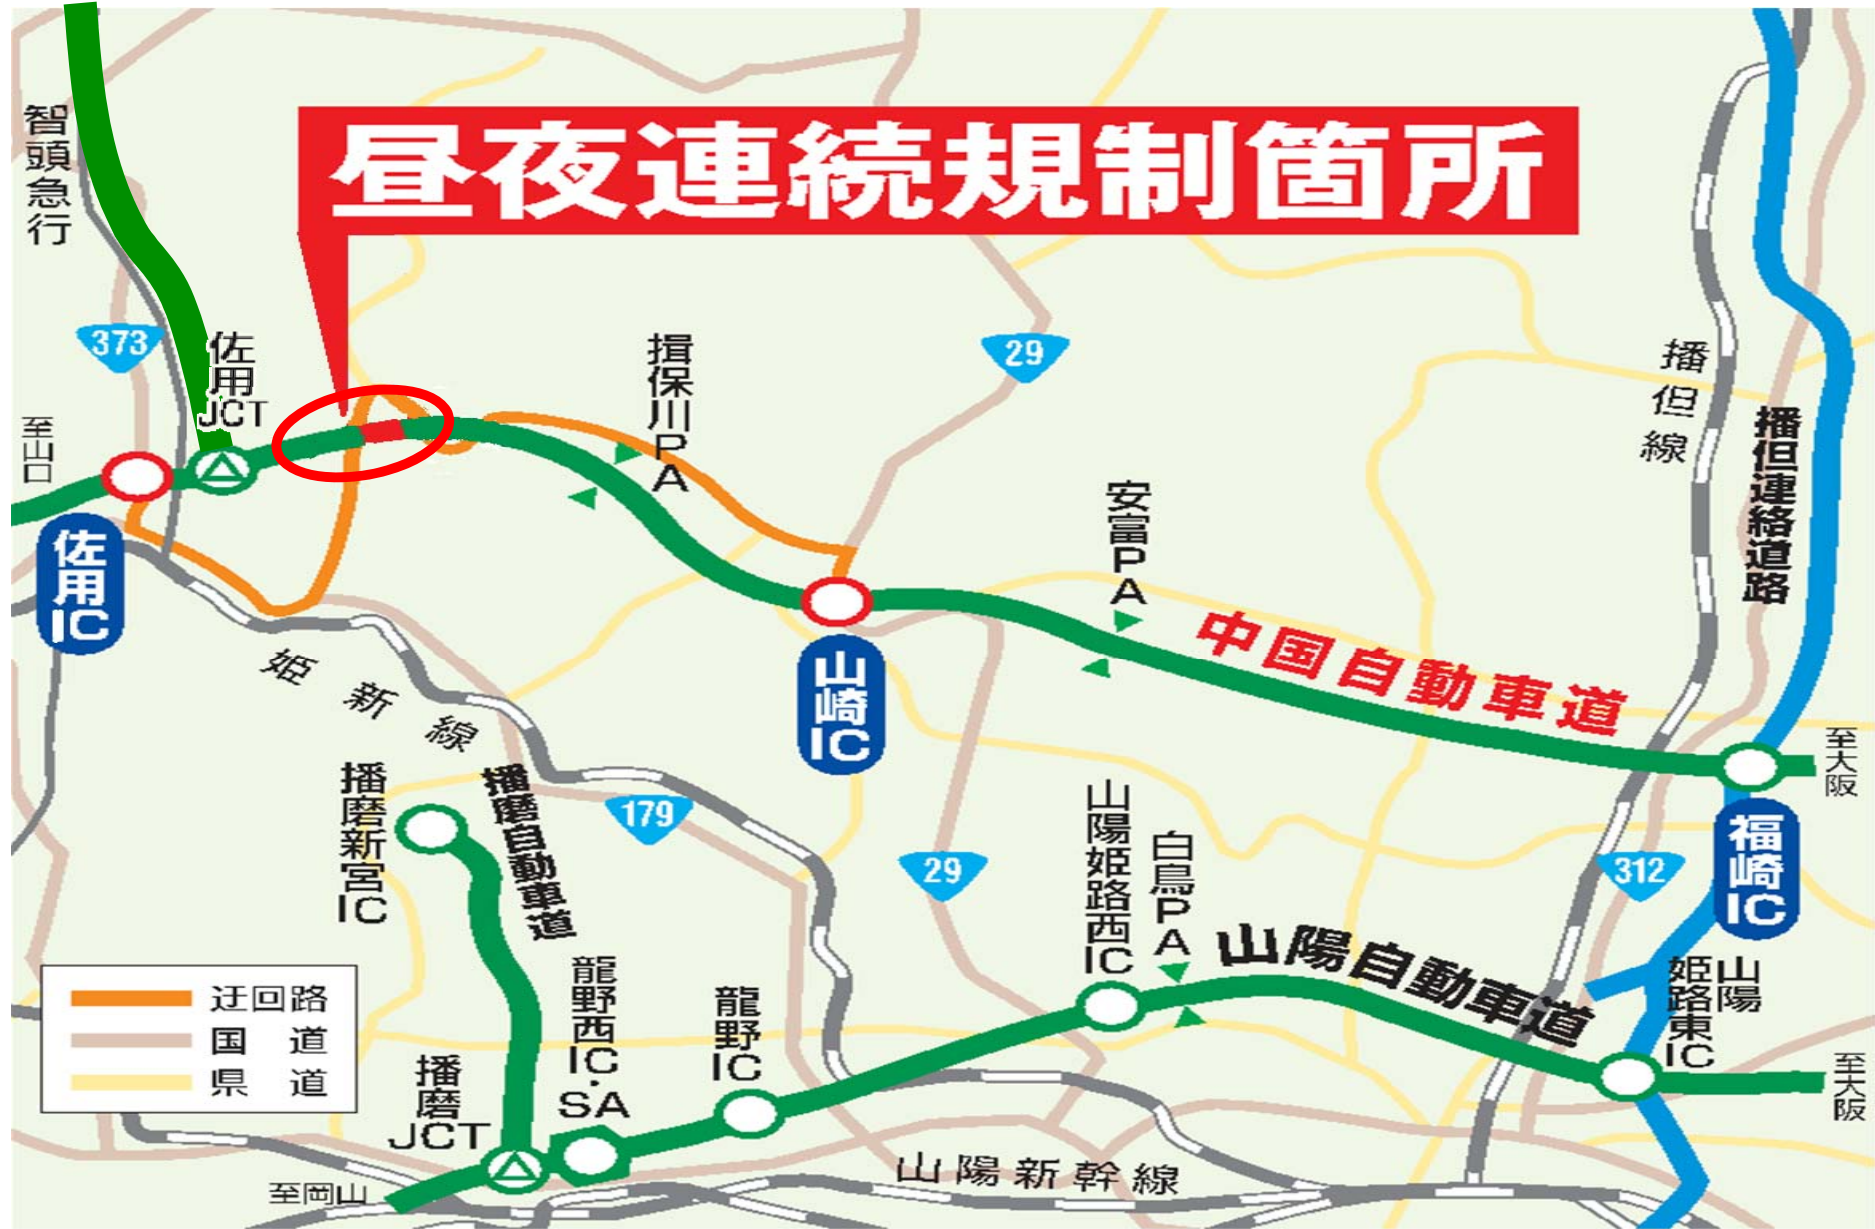 昼夜連続規制箇所
智頭急行
373
佐用JCT
至山口
佐用IC
揖保川PA
29
安富PA
播但線
播但連絡道路
中国自動車道
山崎IC
姫新線
至大阪
福崎IC
播磨新宮IC
播磨自動車道
179
29
山陽姫路西IC
白鳥PA
312
山陽自動車道
山陽姫路東IC
至大阪
迂回路
国道
県道
播磨JCT
龍野西IC・SA
龍野IC
至岡山
山陽新幹線